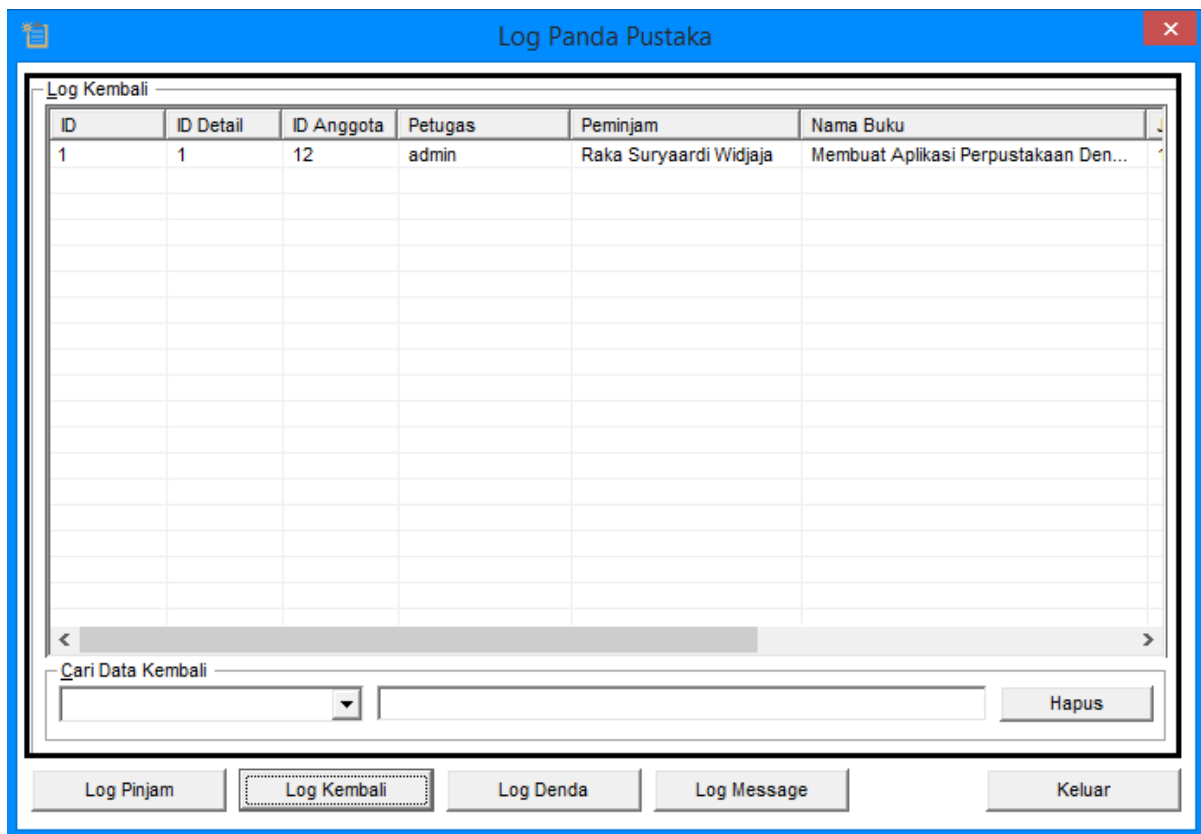 Log Panda Pustaka
Log Kembali
ID ID Detail ID Anggota Petugas Peminjam Nama Buku
1 1 12 admin Raka Suryaardi Widjaja Membuat Aplikasi Perpustakaan Den...
Cari Data Kembali
Hapus
Log Pinjam Log Kembali Log Denda Log Message Keluar